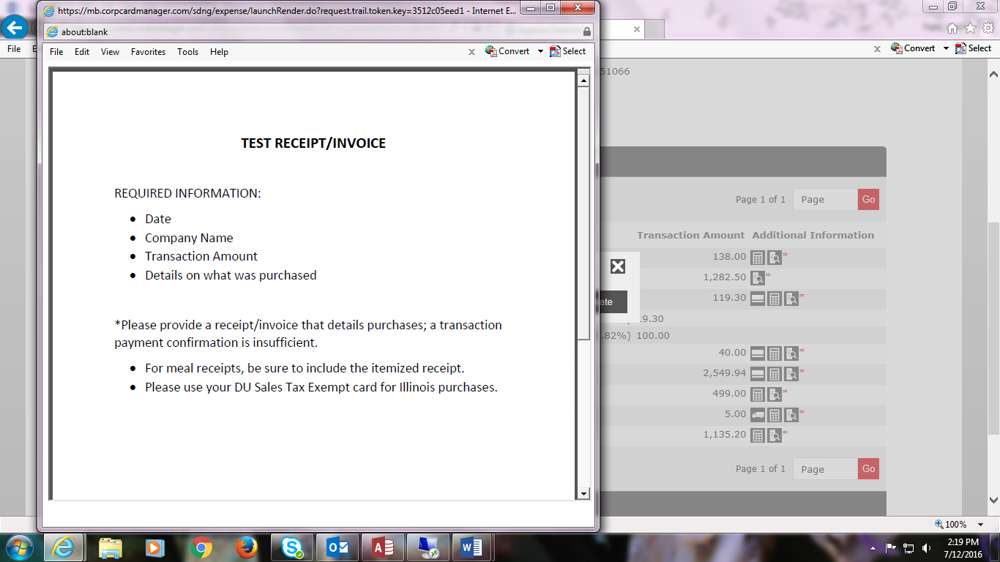 https://mb.corpcardmanager.com/sdng/expense/launchRender.do?request.trail.token.key=3512c05eed1 - Internet E...
about:blank
File Edit View Favorites Tools Help
x Convert Select
TEST RECEIPT/INVOICE
REQUIRED INFORMATION:
• Date
• Company Name
• Transaction Amount
• Details on what was purchased
*Please provide a receipt/invoice that details purchases; a transaction
payment confirmation is insufficient.
• For meal receipts, be sure to include the itemized receipt.
• Please use your DU Sales Tax Exempt card for Illinois purchases.
File
x Convert Select
51066
Page 1 of 1 Page Go
Transaction Amount Additional Information
138.00 *
1,282.50 *
119.30 *
ete
19.30
.82%) 100.00
40.00 *
2,549.94 *
499.00 *
5.00 *
1,135.20 *
Page 1 of 1 Page Go
100%
2:19 PM
7/12/2016